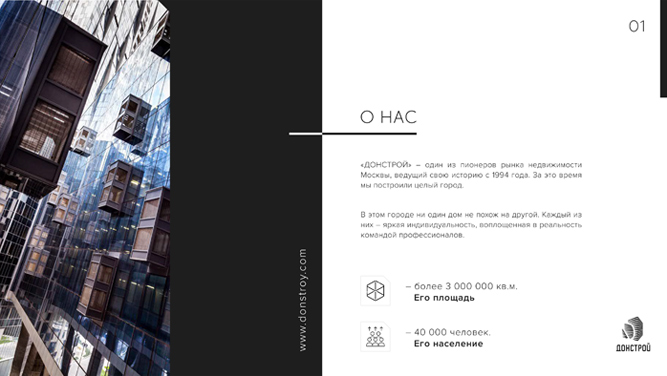 01
О НАС
«ДОНСТРОЙ» – один из пионеров рынка недвижимости
Москвы, ведущий свою историю с 1994 года. За это время
мы построили целый город.
В этом городе ни один дом не похож на другой. Каждый из
них – яркая индивидуальность, воплощенная в реальность
командой профессионалов.
– более 3 000 000 кв.м.
Его площадь
– 40 000 человек.
Его население
www.donstroy.com
ДОНСТРОЙ